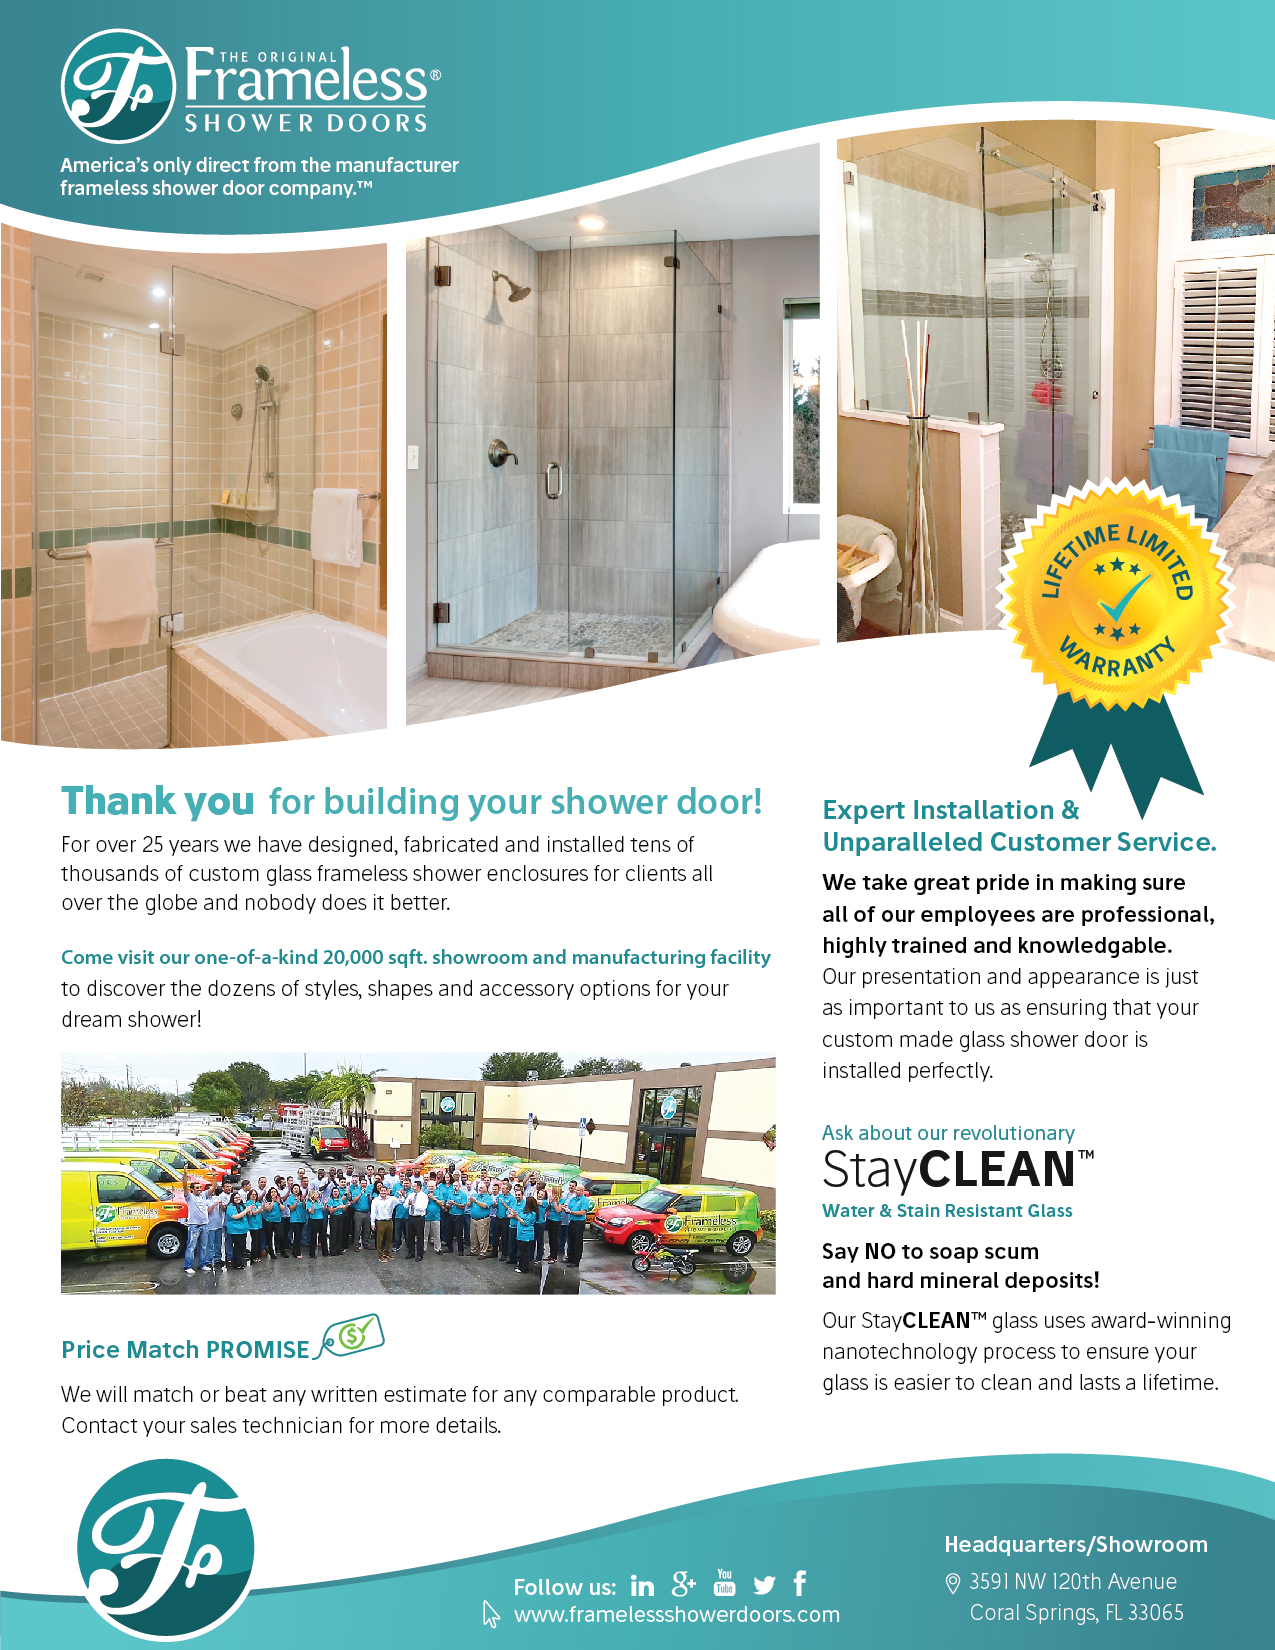 THE ORIGINAL
Frameless®
SHOWER DOORS
America's only direct from the manufacturer
frameless shower door company.™
LIFETIME LIMITED
WARRANTY
Thank you for building your shower door!
For over 25 years we have designed, fabricated and installed tens of
thousands of custom glass frameless shower enclosures for clients all
over the globe and nobody does it better.
Come visit our one-of-a-kind 20,000 sqft. showroom and manufacturing facility
to discover the dozens of styles, shapes and accessory options for your
dream shower!
Frameless
Price Match PROMISE
We will match or beat any written estimate for any comparable product.
Contact your sales technician for more details.
Expert Installation &
Unparalleled Customer Service.
We take great pride in making sure
all of our employees are professional,
highly trained and knowledgable.
Our presentation and appearance is just
as important to us as ensuring that your
custom made glass shower door is
installed perfectly.
Ask about our revolutionary
StayCLEAN™
Water & Stain Resistant Glass
Say NO to soap scum
and hard mineral deposits!
Our StayCLEAN™ glass uses award-winning
nanotechnology process to ensure your
glass is easier to clean and lasts a lifetime.
Follow us: in g+ You Tube f
www.framelessshowerdoors.com
Headquarters/Showroom
3591 NW 120th Avenue
Coral Springs, FL 33065